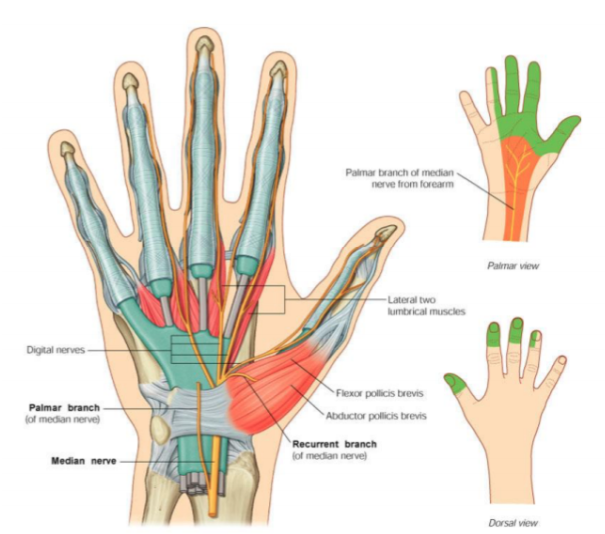 Palmar branch of median
nerve from forearm
Palmar view
Lateral two
lumbrical muscles
Digital nerves
Flexor pollicis brevis
Palmar branch
(of median nerve)
Abductor pollicis brevis
Recurrent branch
(of median nerve)
Median nerve
Dorsal view